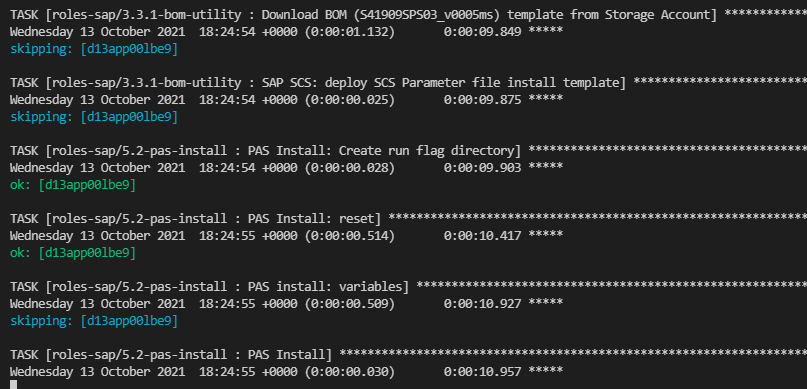 TASK [roles-sap/3.3.1-bom-utility : Download BOM (S41909SPS03_v0005ms) template from Storage Account] ************
Wednesday 13 October 2021  18:24:54 +0000 (0:00:01.132)       0:00:09.849 *****
skipping: [d13app00lbe9]
TASK [roles-sap/3.3.1-bom-utility : SAP SCS: deploy SCS Parameter file install template] **************************
Wednesday 13 October 2021  18:24:54 +0000 (0:00:00.025)       0:00:09.875 *****
skipping: [d13app00lbe9]
TASK [roles-sap/5.2-pas-install : PAS Install: Create run flag directory] *****************************************
Wednesday 13 October 2021  18:24:54 +0000 (0:00:00.028)       0:00:09.903 *****
ok: [d13app00lbe9]
TASK [roles-sap/5.2-pas-install : PAS Install: reset] *************************************************************
Wednesday 13 October 2021  18:24:55 +0000 (0:00:00.514)       0:00:10.417 *****
ok: [d13app00lbe9]
TASK [roles-sap/5.2-pas-install : PAS install: variables] *********************************************************
Wednesday 13 October 2021  18:24:55 +0000 (0:00:00.509)       0:00:10.927 *****
skipping: [d13app00lbe9]
TASK [roles-sap/5.2-pas-install : PAS Install] ********************************************************************
Wednesday 13 October 2021  18:24:55 +0000 (0:00:00.030)       0:00:10.957 *****